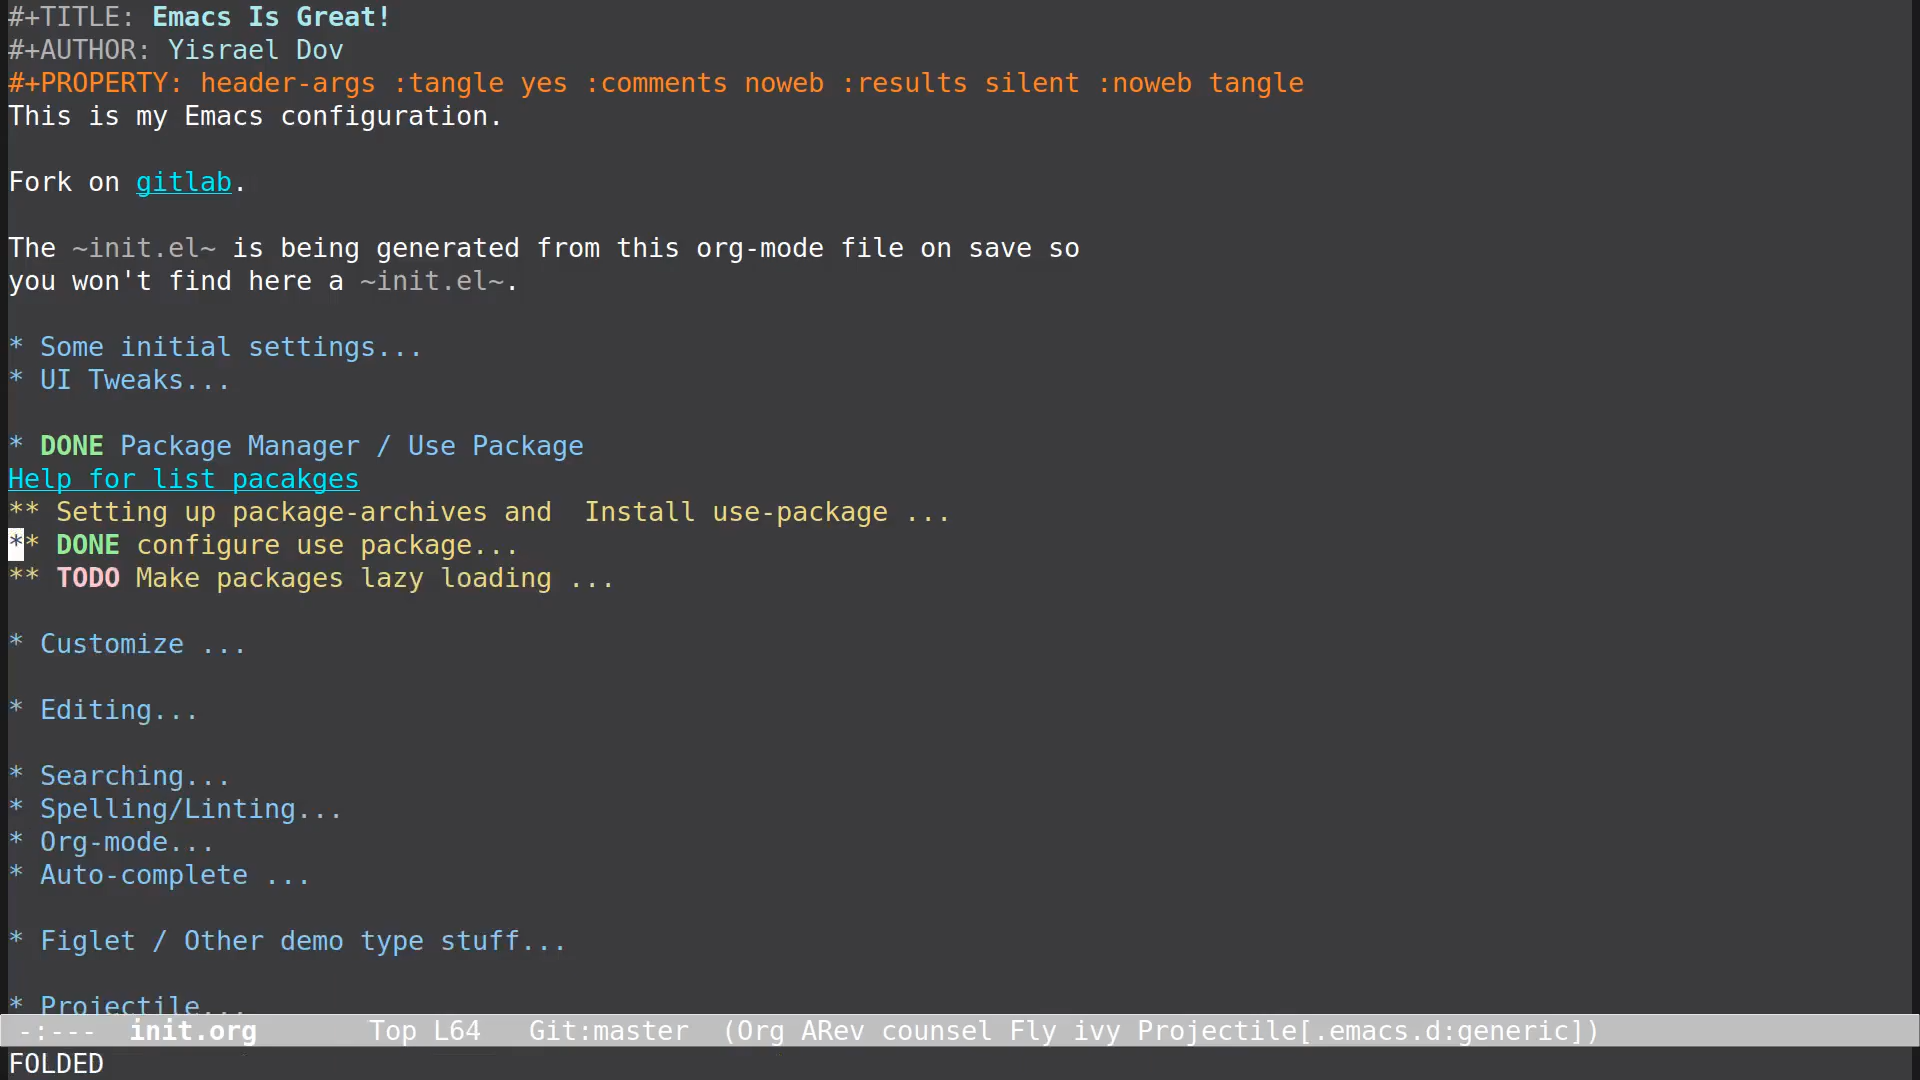 #+TITLE: Emacs Is Great!
#+AUTHOR: Yisrael Dov
#+PROPERTY: header-args :tangle yes :comments noweb :results silent :noweb tangle
This is my Emacs configuration.
Fork on gitlab.
The ~init.el~ is being generated from this org-mode file on save so
you won't find here a ~init.el~.
* Some initial settings...
* UI Tweaks...
* DONE Package Manager / Use Package
Help for list pacakges
** Setting up package-archives and  Install use-package ...
** DONE configure use package...
** TODO Make packages lazy loading ...
* Customize ...
* Editing...
* Searching...
* Spelling/Linting...
* Org-mode...
* Auto-complete ...
* Figlet / Other demo type stuff...
* Projectile...
-:---  init.org       Top L64   Git:master  (Org ARev counsel Fly ivy Projectile[.emacs.d:generic])
FOLDED